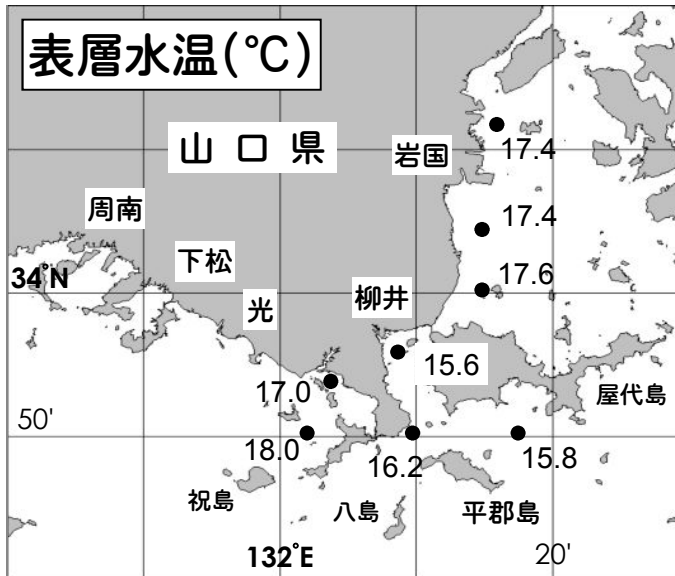 表層水温(℃)
山口県
岩国
17.4
周南
17.4
下松
34°N
17.6
柳井
光
15.6
17.0
屋代島
50'
18.0
16.2
15.8
祝島
八島
平郡島
132°E
20'